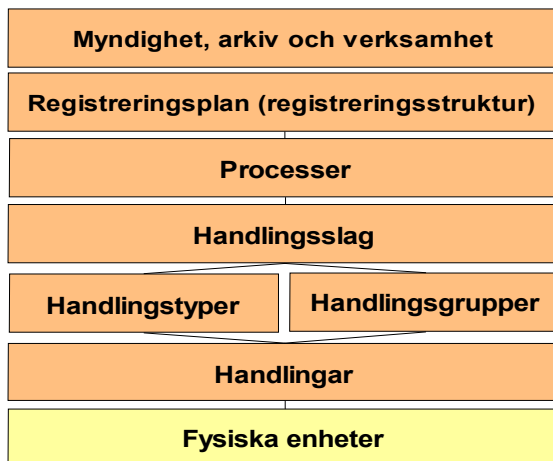 Myndighet, arkiv och verksamhet
Registreringsplan (registreringsstruktur)
Processer
Handlingsslag
Handlingstyper
Handlingsgrupper
Handlingar
Fysiska enheter